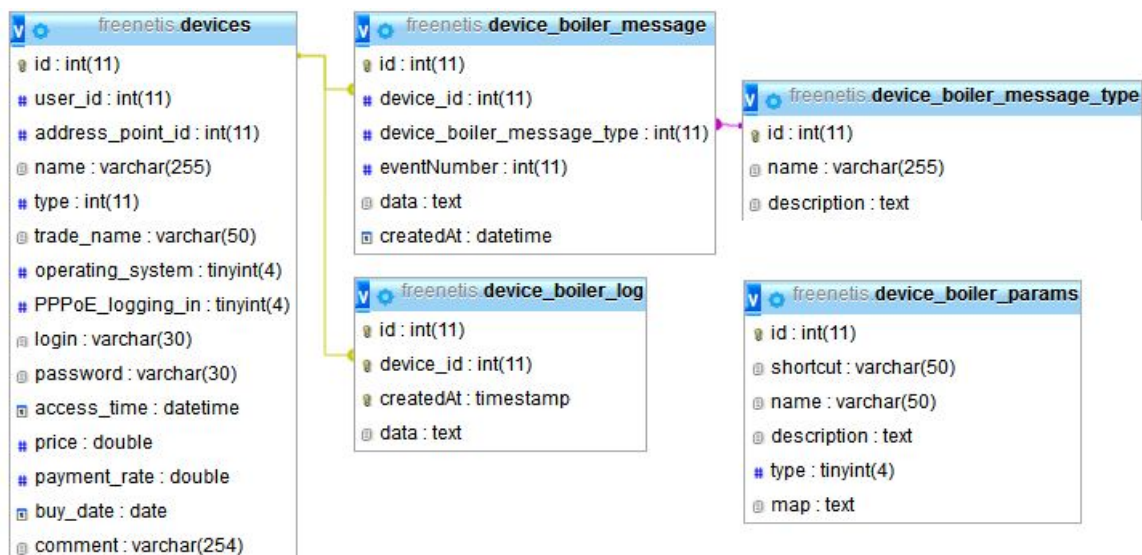 freenetis.devices
id : int(11)
user_id : int(11)
address_point_id : int(11)
name : varchar(255)
type : int(11)
trade_name : varchar(50)
operating_system : tinyint(4)
PPPoE_logging_in : tinyint(4)
login : varchar(30)
password : varchar(30)
access_time : datetime
price : double
payment_rate : double
buy_date : date
comment : varchar(254)
freenetis.device_boiler_message
id : int(11)
device_id : int(11)
device_boiler_message_type : int(11)
eventNumber : int(11)
data : text
createdAt : datetime
freenetis.device_boiler_log
id : int(11)
device_id : int(11)
createdAt : timestamp
data : text
freenetis.device_boiler_message_type
id : int(11)
name : varchar(255)
description : text
freenetis.device_boiler_params
id : int(11)
shortcut : varchar(50)
name : varchar(50)
description : text
type : tinyint(4)
map : text